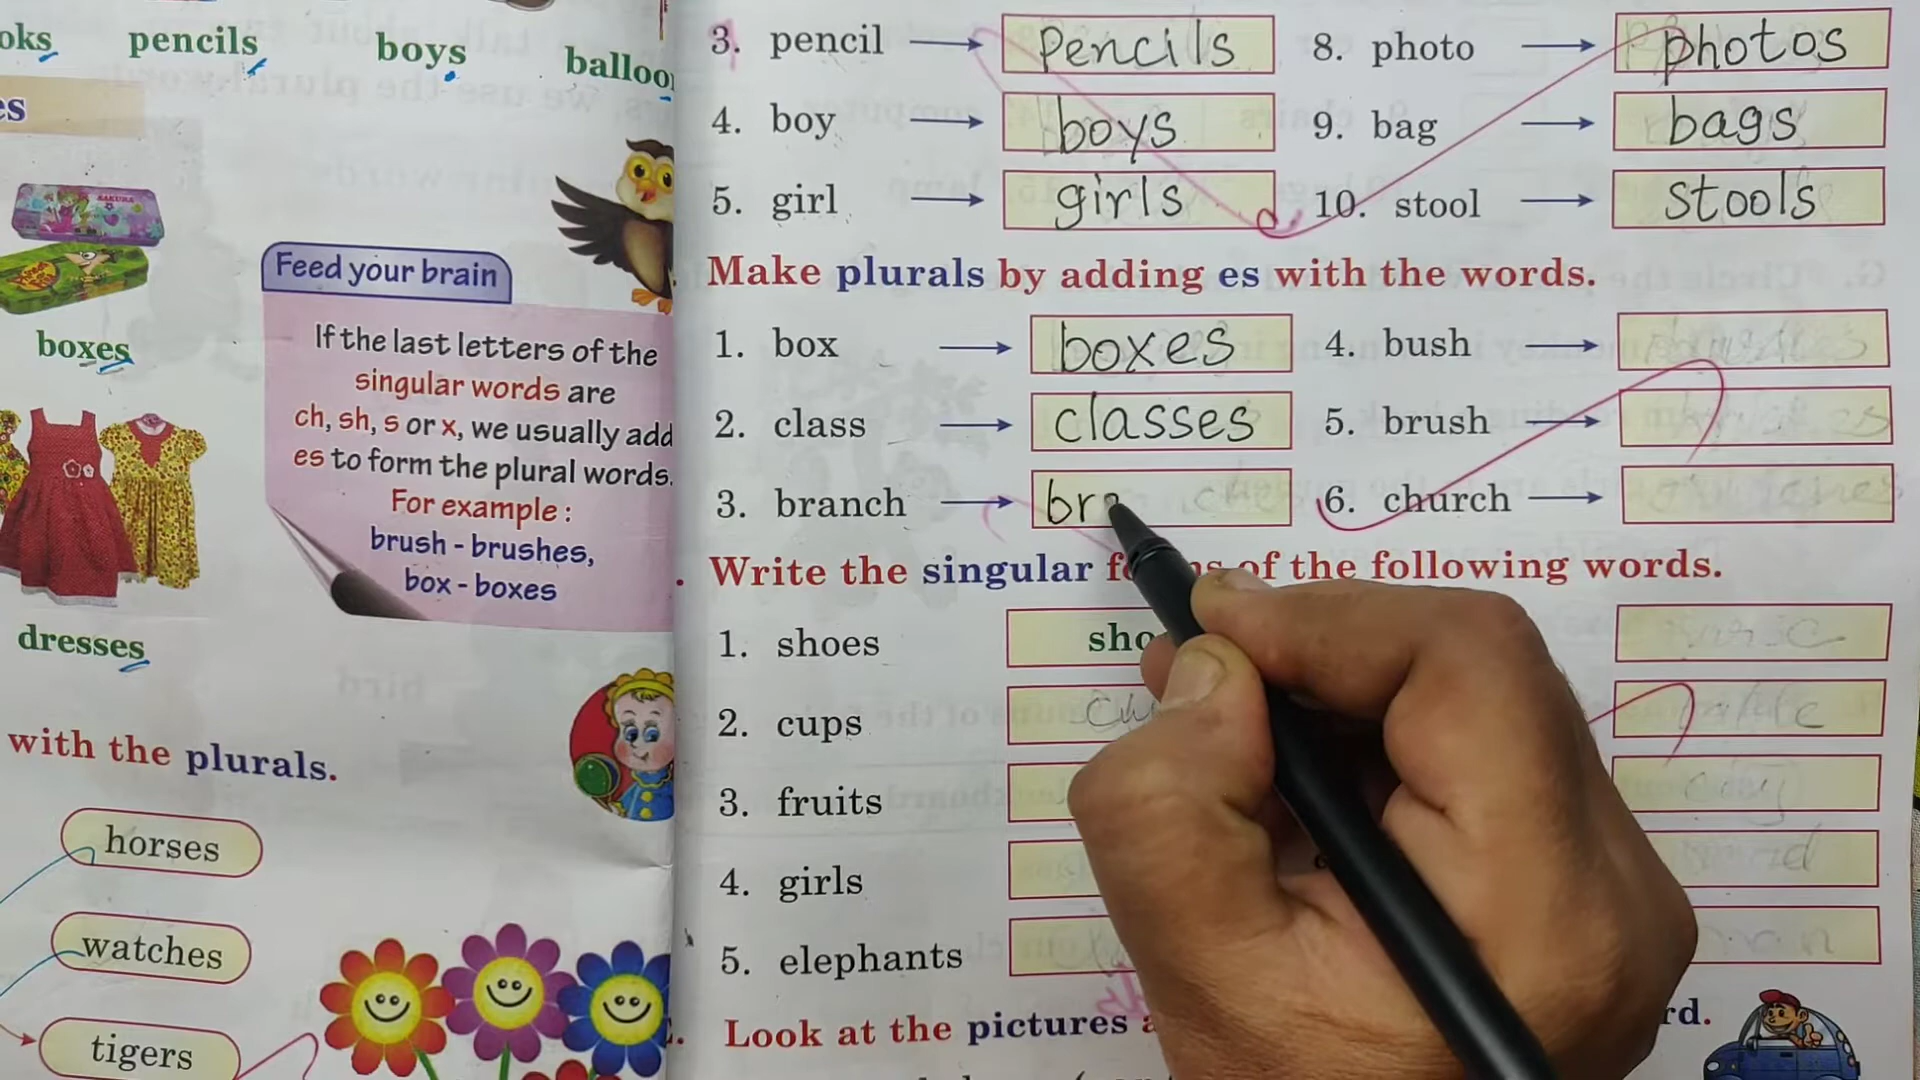 oks pencils boys balloo
es
SAKURA
boxes
dresses
Feed your brain
If the last letters of the
singular words are
ch, sh, s or x, we usually add
es to form the plural words.
For example :
brush - brushes,
box - boxes
with the plurals.
horses
watches
tigers
3. pencil pencils 8. photo photos
4. boy boys 9. bag bags
5. girl girls 10. stool stools
Make plurals by adding es with the words.
1. box boxes 4. bush
2. class classes 5. brush
3. branch bra 6. church
Write the singular of the following words.
1. shoes sho
2. cups
3. fruits
4. girls
5. elephants
Look at the pictures rd.